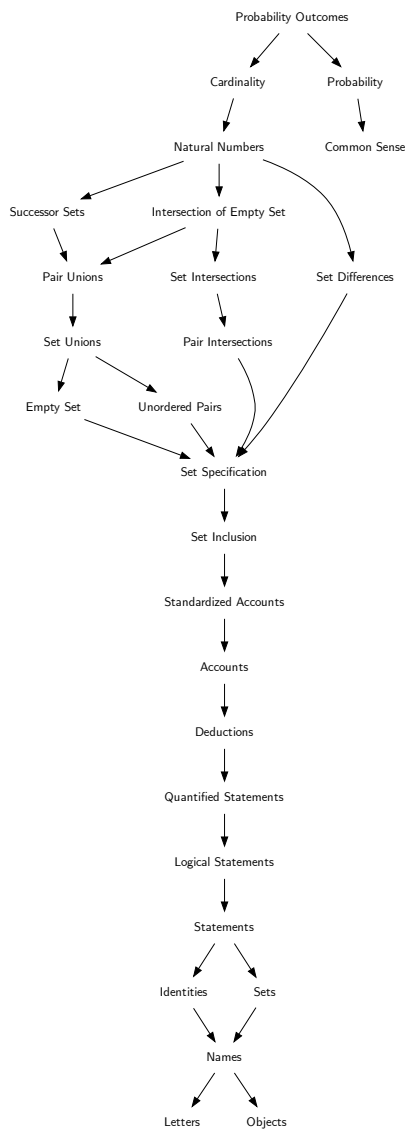 Probability Outcomes
Cardinality
Probability
Natural Numbers
Common Sense
Successor Sets
Intersection of Empty Set
Pair Unions
Set Intersections
Set Differences
Set Unions
Pair Intersections
Empty Set
Unordered Pairs
Set Specification
Set Inclusion
Standardized Accounts
Accounts
Deductions
Quantified Statements
Logical Statements
Statements
Identities
Sets
Names
Letters
Objects